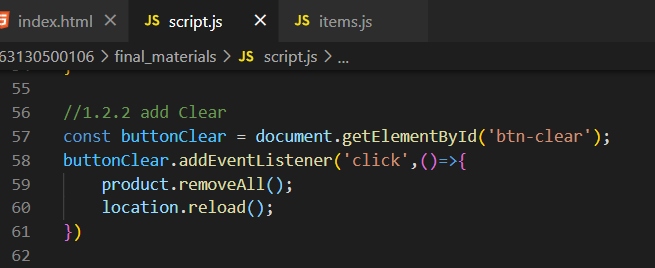 index.html
JS script.js
JS items.js
63130500106 > final_materials > JS script.js > ...
55
56 //1.2.2 add Clear
57 const buttonClear = document.getElementById('btn-clear');
58 buttonClear.addEventListener('click',()=>{
59 product.removeAll();
60 location.reload();
61 })
62